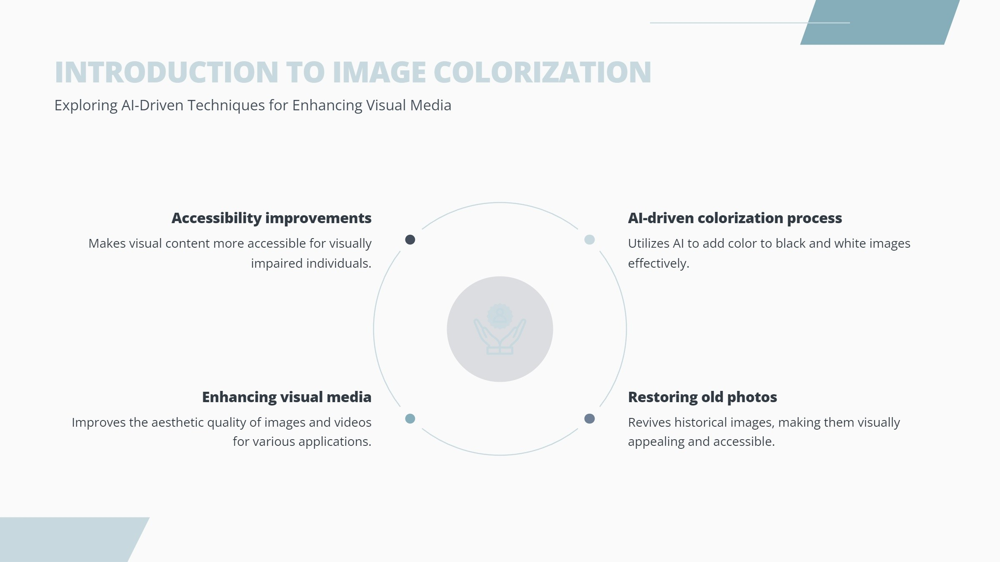 INTRODUCTION TO IMAGE COLORIZATION
Exploring AI-Driven Techniques for Enhancing Visual Media
Accessibility improvements
Makes visual content more accessible for visually
impaired individuals.
AI-driven colorization process
Utilizes AI to add color to black and white images
effectively.
Enhancing visual media
Improves the aesthetic quality of images and videos
for various applications.
Restoring old photos
Revives historical images, making them visually
appealing and accessible.